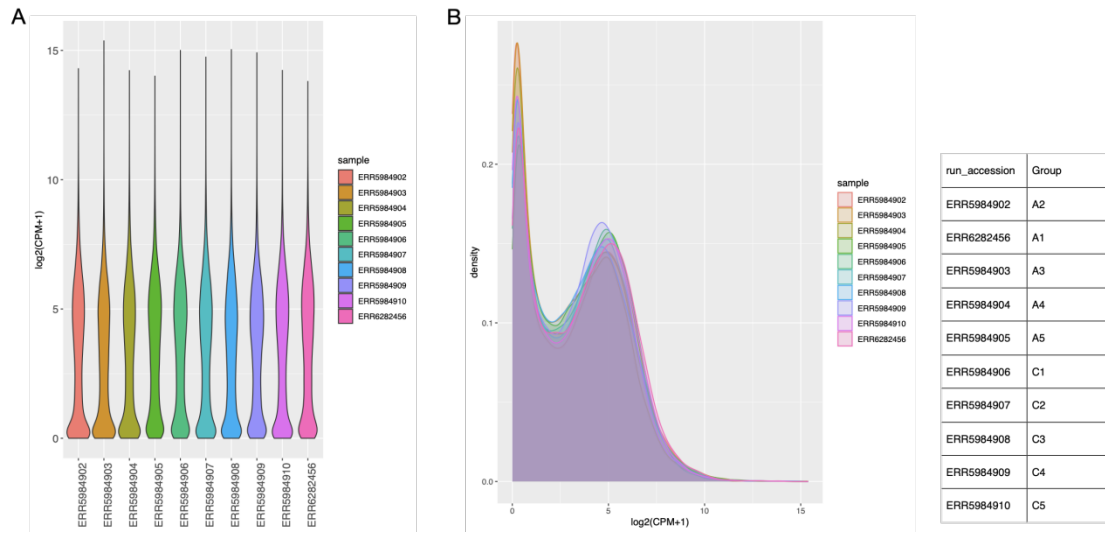 A
15
10
5
0
log2(CPM+1)
ERR5984902
ERR5984903
ERR5984904
ERR5984905
ERR5984906
ERR5984907
ERR5984908
ERR5984909
ERR5984910
ERR6282456
sample
ERR5984902
ERR5984903
ERR5984904
ERR5984905
ERR5984906
ERR5984907
ERR5984908
ERR5984909
ERR5984910
ERR6282456
B
0.2
0.1
0.0
density
0 5 10 15
log2(CPM+1)
sample
ERR5984902
ERR5984903
ERR5984904
ERR5984905
ERR5984906
ERR5984907
ERR5984908
ERR5984909
ERR5984910
ERR6282456
run_accession Group
ERR5984902 A2
ERR6282456 A1
ERR5984903 A3
ERR5984904 A4
ERR5984905 A5
ERR5984906 C1
ERR5984907 C2
ERR5984908 C3
ERR5984909 C4
ERR5984910 C5